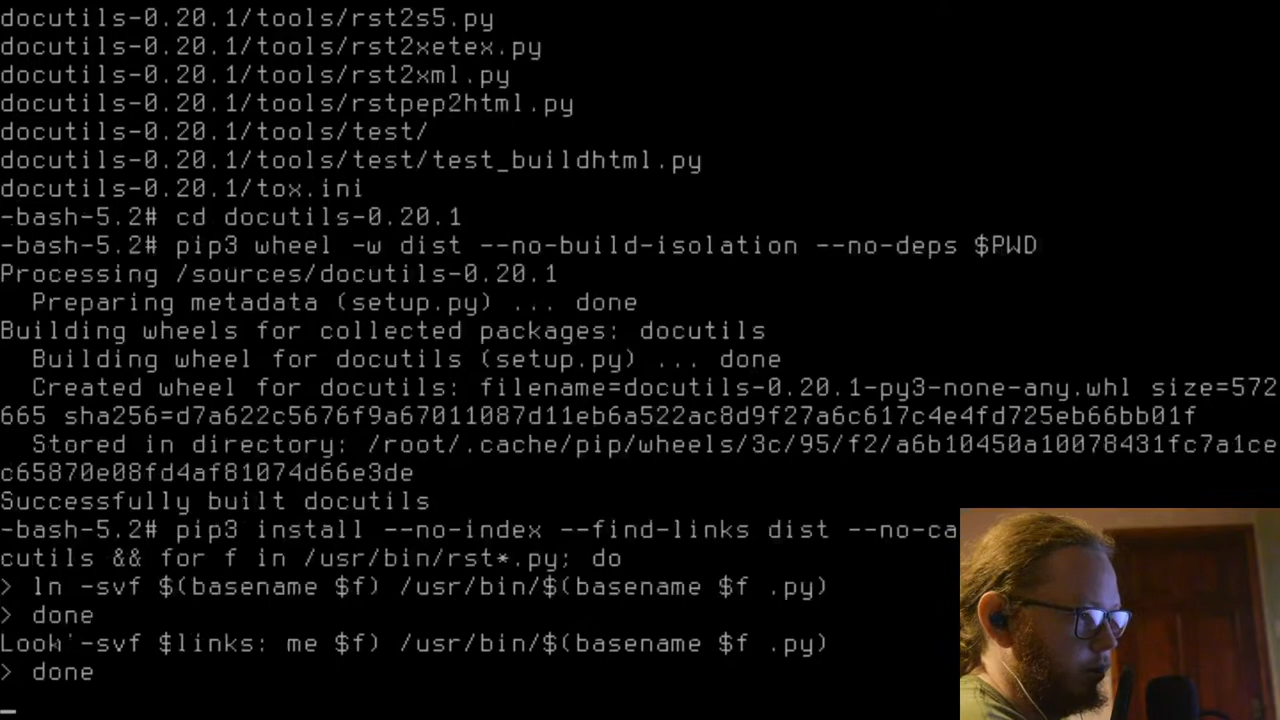 docutils-0.20.1/tools/rst2s5.py
docutils-0.20.1/tools/rst2xetex.py
docutils-0.20.1/tools/rst2xml.py
docutils-0.20.1/tools/rstpep2html.py
docutils-0.20.1/tools/test/
docutils-0.20.1/tools/test/test_buildhtml.py
docutils-0.20.1/tox.ini
-bash-5.2# cd docutils-0.20.1
-bash-5.2# pip3 wheel -w dist --no-build-isolation --no-deps $PWD
Processing /sources/docutils-0.20.1
Preparing metadata (setup.py) ... done
Building wheels for collected packages: docutils
Building wheel for docutils (setup.py) ... done
Created wheel for docutils: filename=docutils-0.20.1-py3-none-any.whl size=572
665 sha256=d7a622c5676f9a67011087d11eb6a522ac8d9f27a6c617c4e4fd725eb66bb01f
Stored in directory: /root/.cache/pip/wheels/3c/95/f2/a6b10450a10078431fc7a1ce
c65870e08fd4af81074d66e3de
Successfully built docutils
-bash-5.2# pip3 install --no-index --find-links dist --no-ca
cutils && for f in /usr/bin/rst*.py; do
> ln -svf $(basename $f) /usr/bin/$(basename $f .py)
> done
Look -svf $links: me $f) /usr/bin/$(basename $f .py)
> done